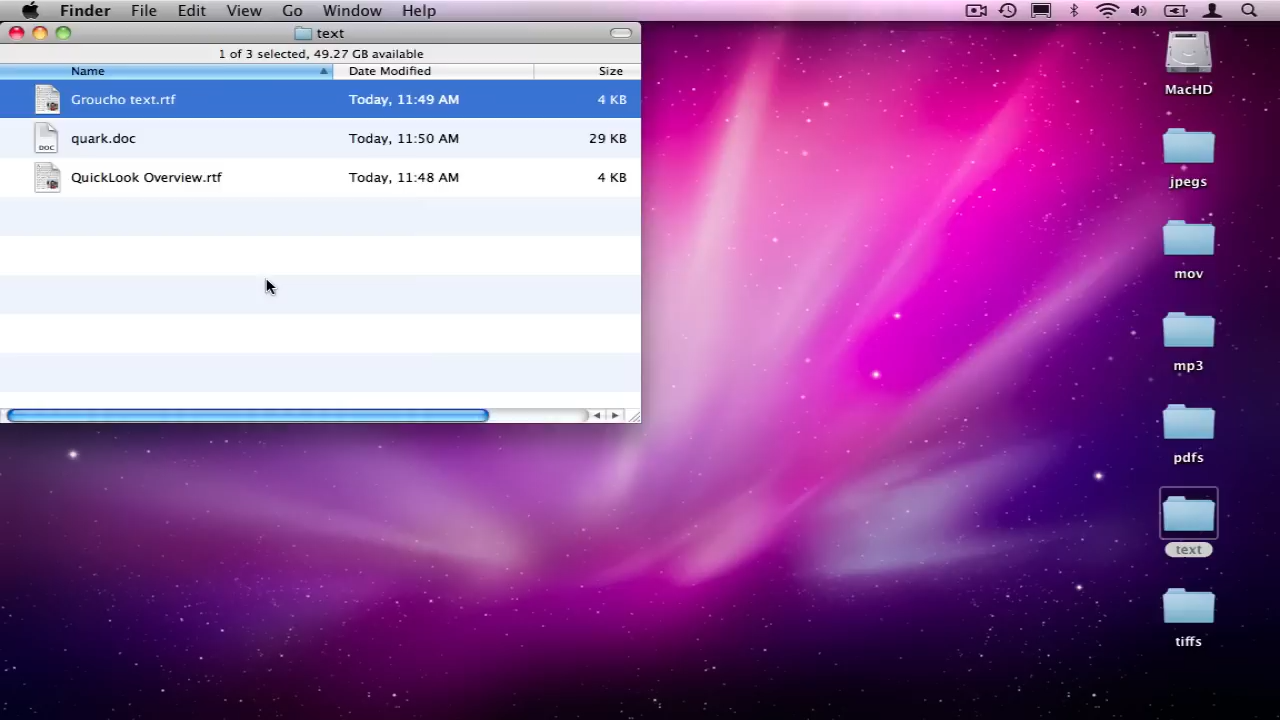 Finder File Edit View Go Window Help
text
1 of 3 selected, 49.27 GB available
Name Date Modified Size
Groucho text.rtf Today, 11:49 AM 4 KB
quark.doc Today, 11:50 AM 29 KB
DOC
QuickLook Overview.rtf Today, 11:48 AM 4 KB
MacHD
jpegs
mov
mp3
pdfs
text
tiffs